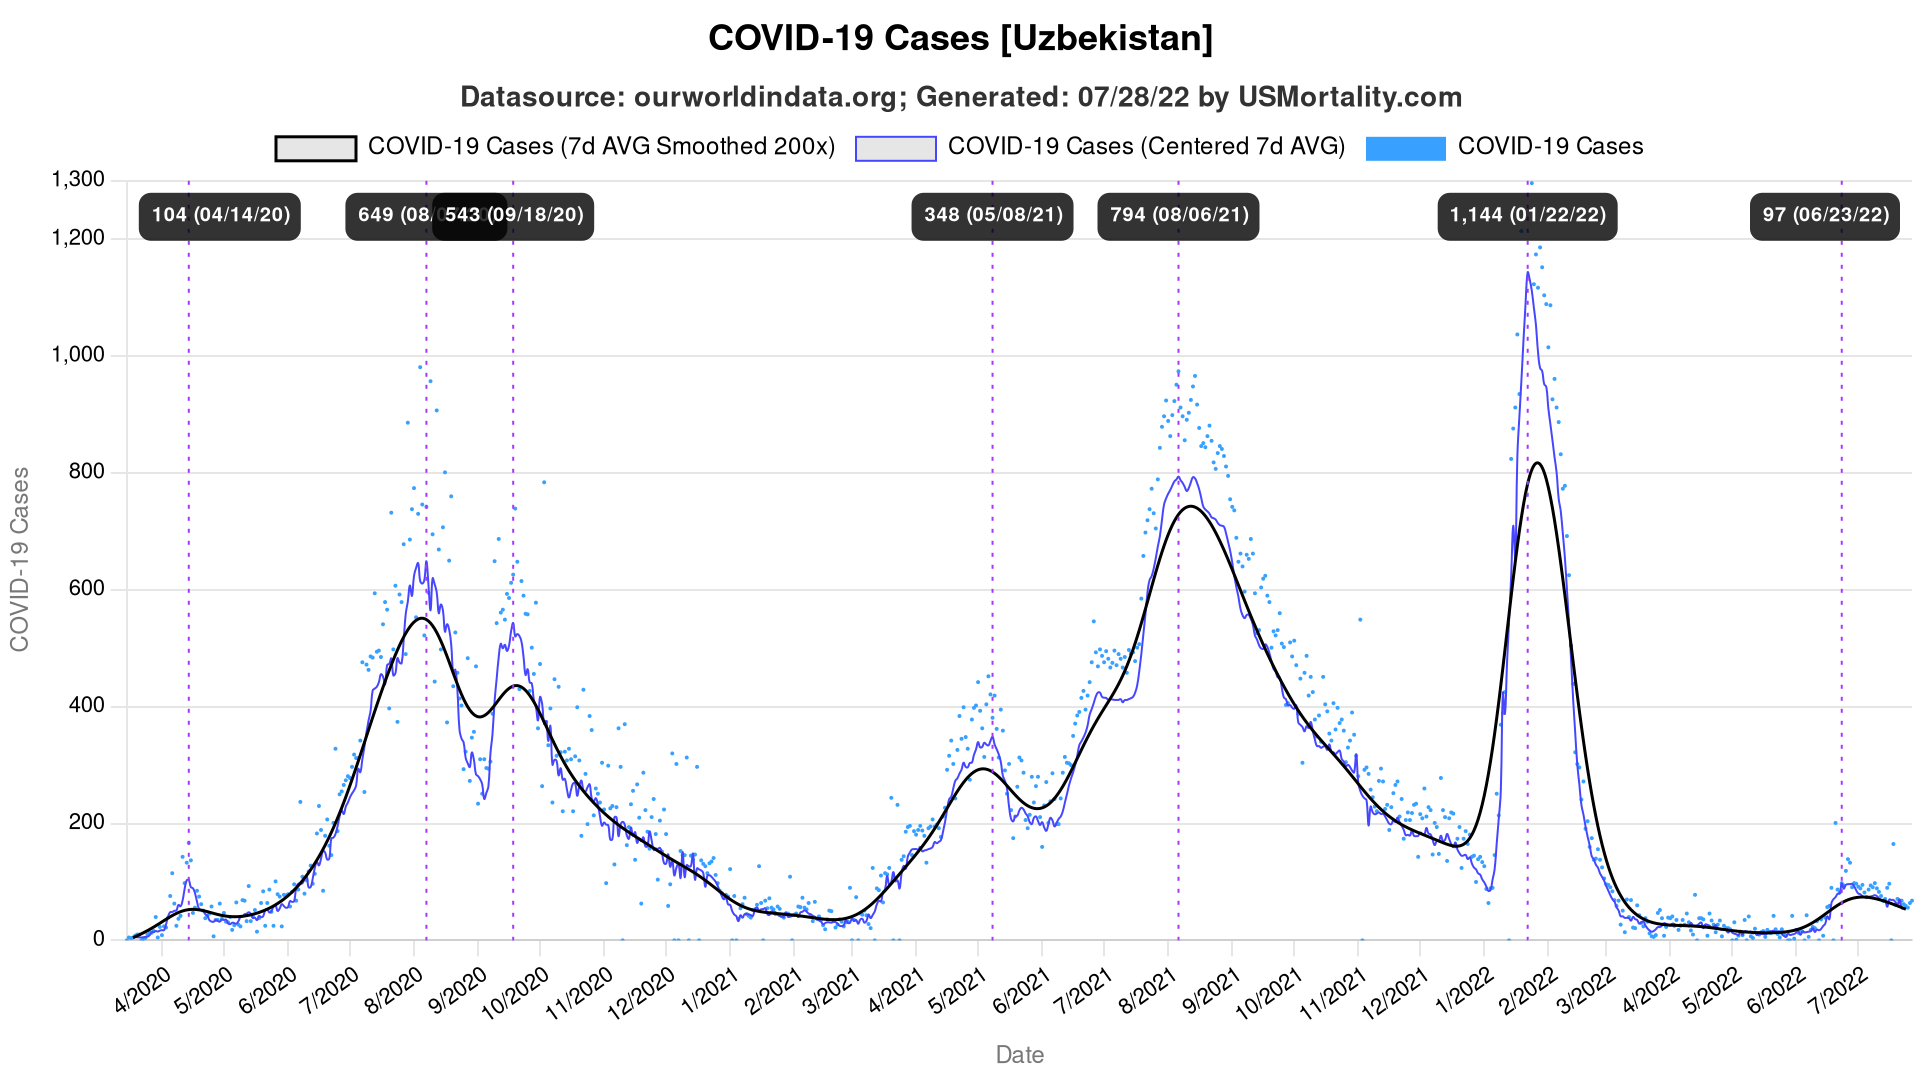 COVID-19 Cases [Uzbekistan]
Datasource: ourworldindata.org; Generated: 07/28/22 by USMortality.com
COVID-19 Cases (7d AVG Smoothed 200x) COVID-19 Cases (Centered 7d AVG) COVID-19 Cases
1,300
104 (04/14/20) 649 (08/ 543 (09/18/20) 348 (05/08/21) 794 (08/06/21) 1,144 (01/22/22) 97 (06/23/22)
1,200
1,000
800
600
400
200
0
COVID-19 Cases
4/2020 5/2020 6/2020 7/2020 8/2020 9/2020 10/2020 11/2020 12/2020 1/2021 2/2021 3/2021 4/2021 5/2021 6/2021 7/2021 8/2021 9/2021 10/2021 11/2021 12/2021 1/2022 2/2022 3/2022 4/2022 5/2022 6/2022 7/2022
Date